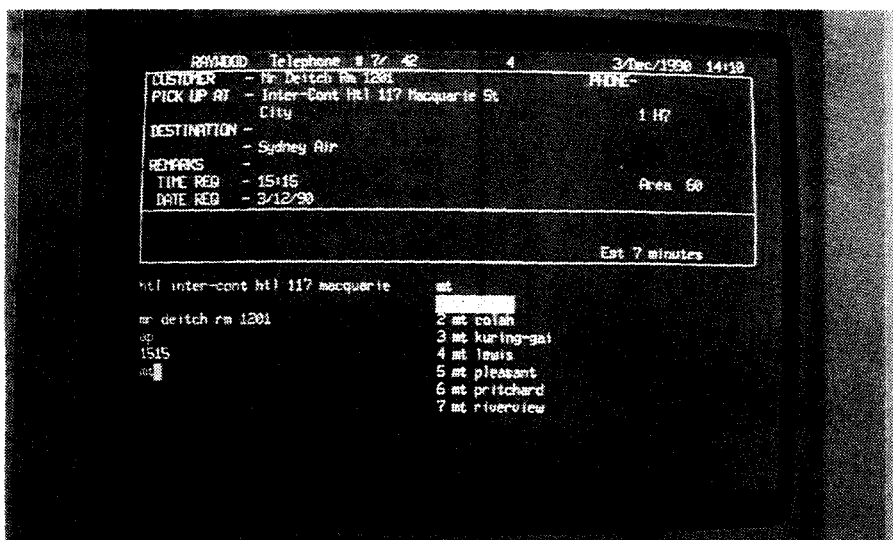 RAYWOOD Telephone # 7/ 42 4 3/Dec/1990 14:10
CUSTOMER - Mr Deitch Rm 1201 PHONE-
PICK UP AT - Inter-Cont Htl 117 Macquarie St
City 1 H?
DESTINATION -
- Sydney Air
REMARKS -
TIME REQ - 15:15 Area 60
DATE REQ - 3/12/90
Est 7 minutes
htl inter-cont htl 117 macquarie mt
mr deitch rm 1201 2 mt colah
ap 3 mt kuring-gai
1515 4 mt lewis
mt 5 mt pleasant
6 mt pritchard
7 mt riverview